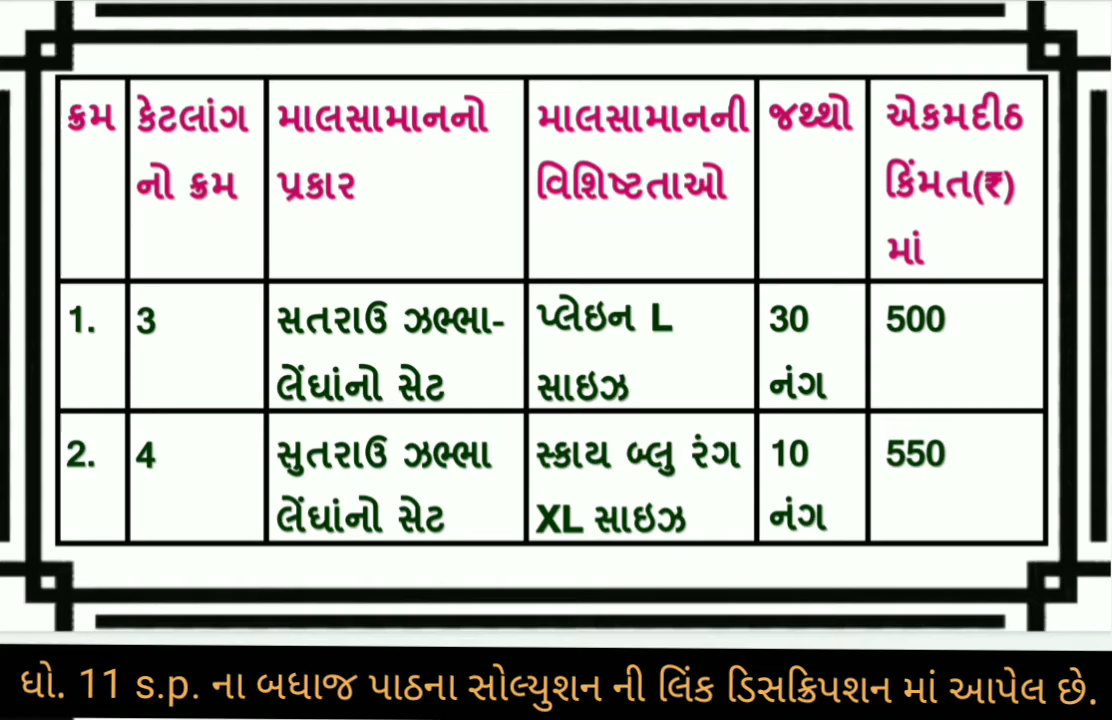 ક્રમ કેટલાંગ માલસામાનનો માલસામાનની જથ્થો એકમદીઠ
નો ક્રમ પ્રકાર વિશિષ્ટતાઓ કિંમત(₹)
માં
1. 3 સતરાઉ ઝભ્ભા- પ્લેઇન L 30 500
લેંઘાંનો સેટ સાઇઝ નંગ
2. 4 સુતરાઉ ઝભ્ભા સ્કાય બ્લુ રંગ 10 550
લેંઘાંનો સેટ XL સાઇઝ નંગ
ધો. 11 s.p. ના બધાજ પાઠના સોલ્યુશન ની લિંક ડિસક્રિપશન માં આપેલ છે.